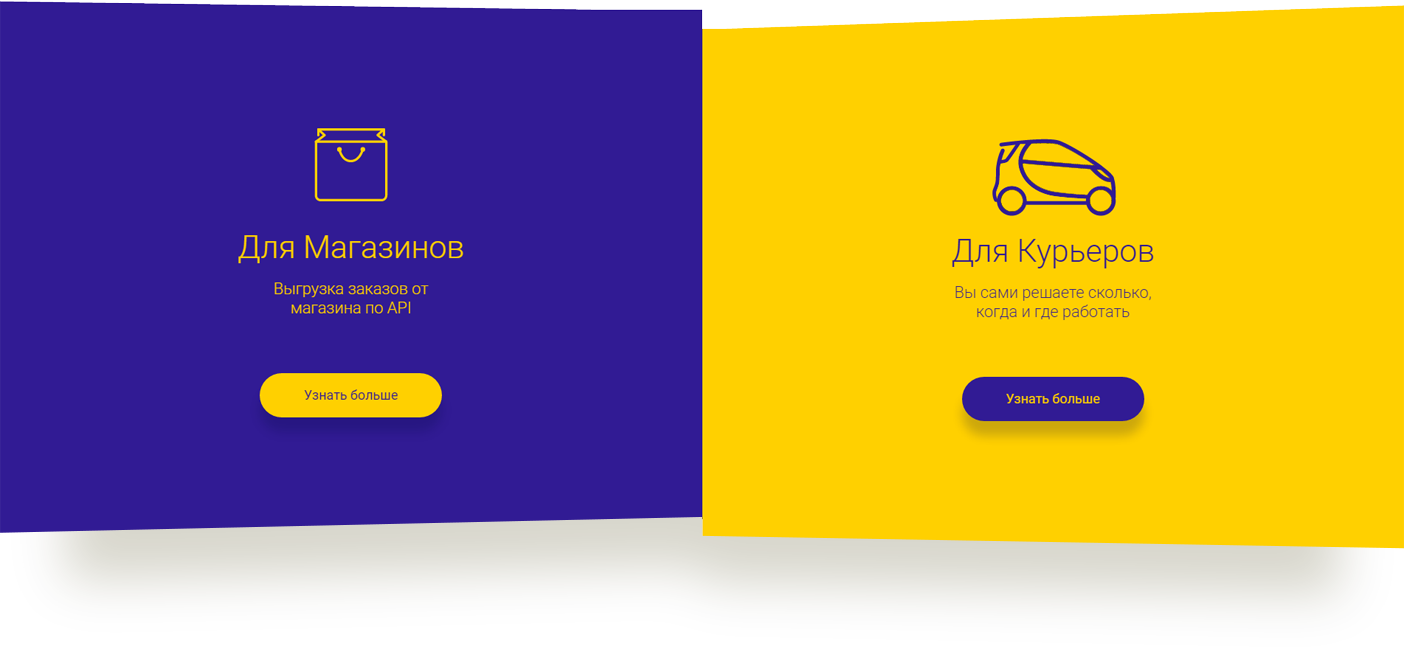 Для Магазинов
Выгрузка заказов от
магазина по API
Узнать больше
Для Курьеров
Вы сами решаете сколько,
когда и где работать
Узнать больше